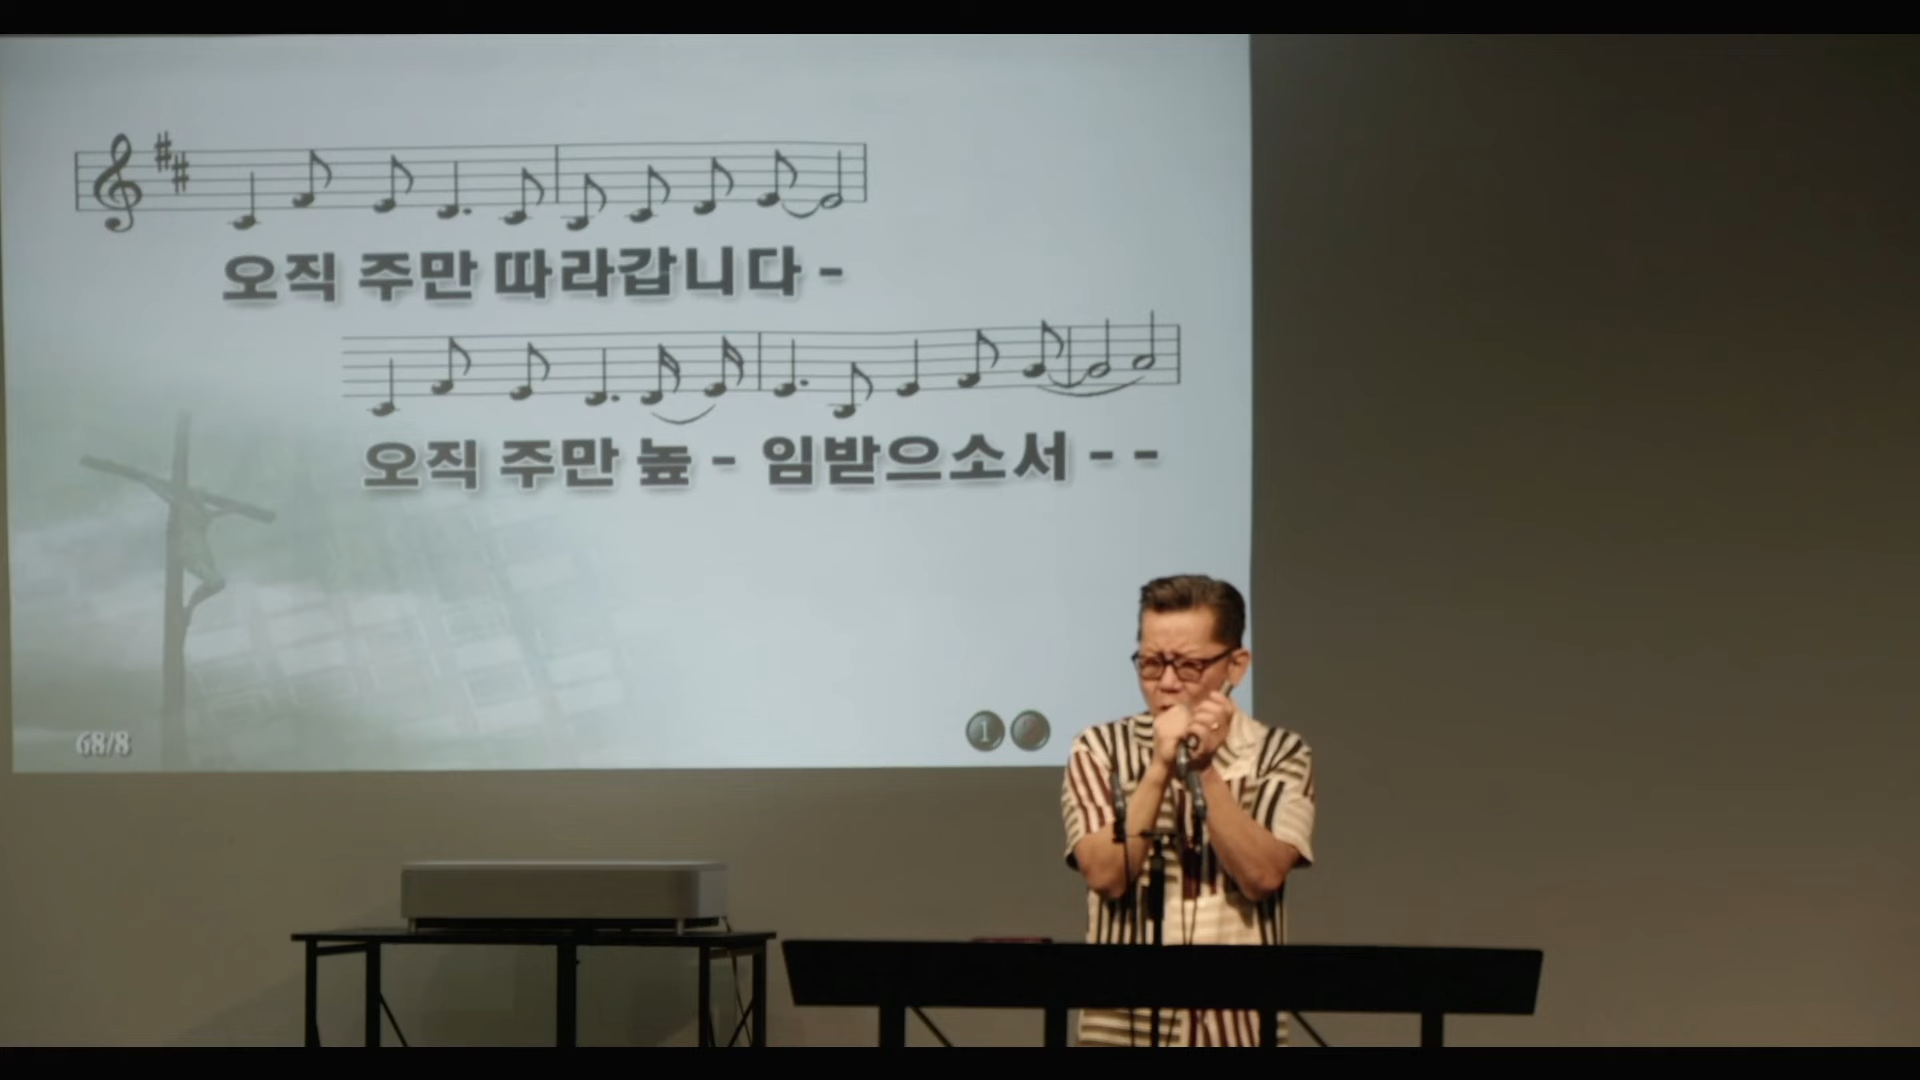 오직 주만 따라갑니다 -
오직 주만 높 - 임받으소서 - -
68/8
1